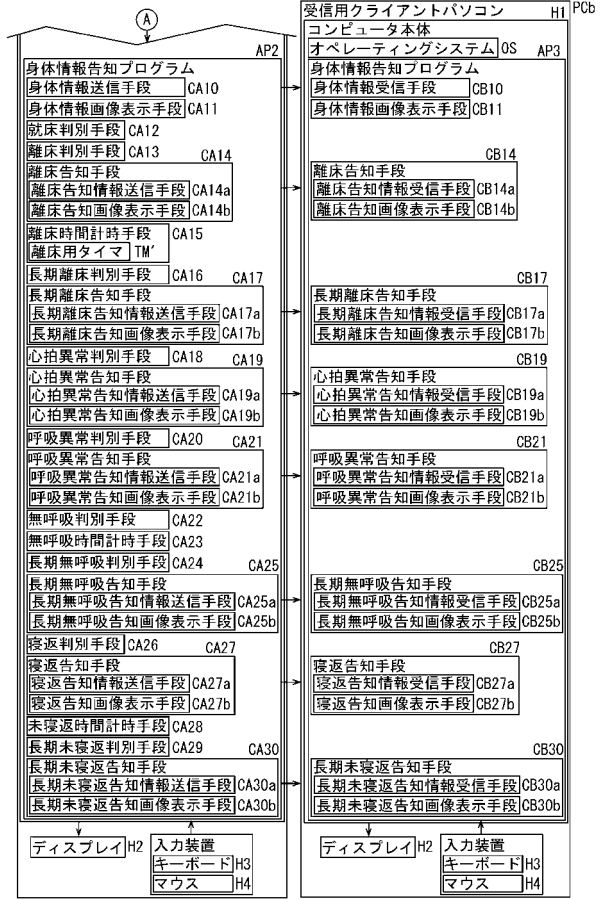 A
AP2
身体情報告知プログラム
身体情報送信手段 CA10
身体情報画像表示手段 CA11
就床判別手段 CA12
離床判別手段 CA13
CA14
離床告知手段
離床告知情報送信手段 CA14a
離床告知画像表示手段 CA14b
離床時間計時手段 CA15
離床用タイマ TM′
長期離床判別手段 CA16
CA17
長期離床告知手段
長期離床告知情報送信手段 CA17a
長期離床告知画像表示手段 CA17b
心拍異常判別手段 CA18
CA19
心拍異常告知手段
心拍異常告知情報送信手段 CA19a
心拍異常告知画像表示手段 CA19b
呼吸異常判別手段 CA20
CA21
呼吸異常告知手段
呼吸異常告知情報送信手段 CA21a
呼吸異常告知画像表示手段 CA21b
無呼吸判別手段 CA22
無呼吸時間計時手段 CA23
長期無呼吸判別手段 CA24
CA25
長期無呼吸告知手段
長期無呼吸告知情報送信手段 CA25a
長期無呼吸告知画像表示手段 CA25b
寝返判別手段 CA26
CA27
寝返告知手段
寝返告知情報送信手段 CA27a
寝返告知画像表示手段 CA27b
未寝返時間計時手段 CA28
長期未寝返判別手段 CA29
CA30
長期未寝返告知手段
長期未寝返告知情報送信手段 CA30a
長期未寝返告知画像表示手段 CA30b
ディスプレイ H2
入力装置
キーボード H3
マウス H4
受信用クライアントパソコン H1 PCb
コンピュータ本体
オペレーティングシステム OS AP3
身体情報告知プログラム
身体情報受信手段 CB10
身体情報画像表示手段 CB11
CB14
離床告知手段
離床告知情報受信手段 CB14a
離床告知画像表示手段 CB14b
CB17
長期離床告知手段
長期離床告知情報受信手段 CB17a
長期離床告知画像表示手段 CB17b
CB19
心拍異常告知手段
心拍異常告知情報受信手段 CB19a
心拍異常告知画像表示手段 CB19b
CB21
呼吸異常告知手段
呼吸異常告知情報受信手段 CB21a
呼吸異常告知画像表示手段 CB21b
CB25
長期無呼吸告知手段
長期無呼吸告知情報受信手段 CB25a
長期無呼吸告知画像表示手段 CB25b
CB27
寝返告知手段
寝返告知情報受信手段 CB27a
寝返告知画像表示手段 CB27b
CB30
長期未寝返告知手段
長期未寝返告知情報受信手段 CB30a
長期未寝返告知画像表示手段 CB30b
ディスプレイ H2
入力装置
キーボード H3
マウス H4